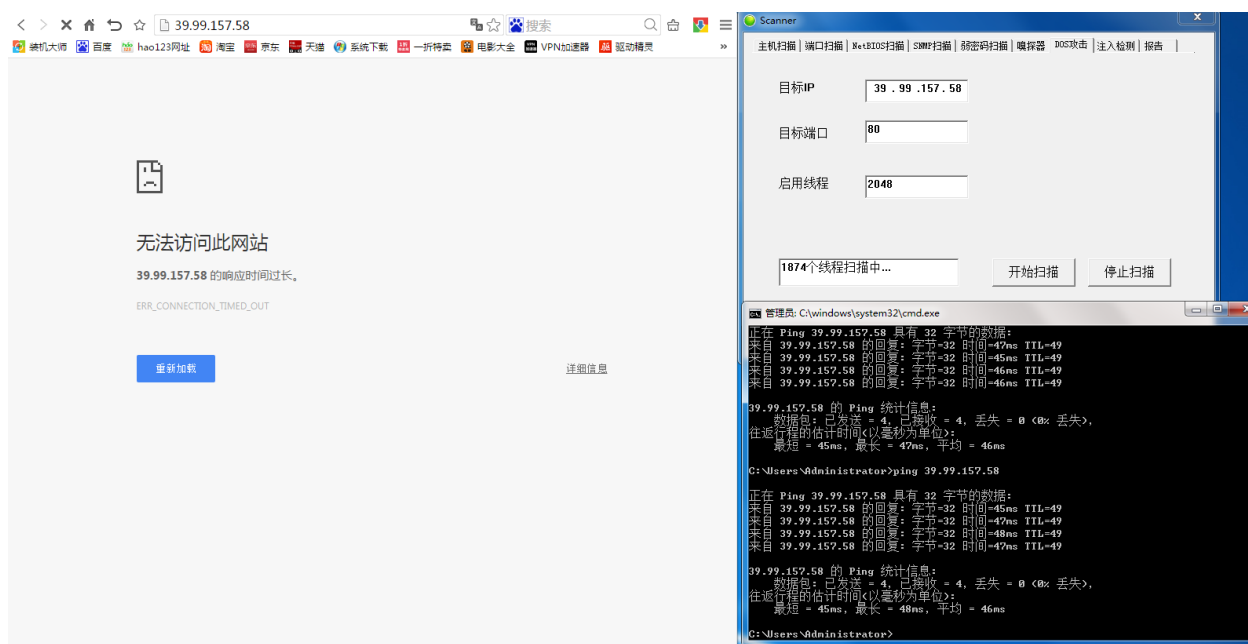 39.99.157.58
搜索
装机大师 百度 hao123网址 淘宝 京东 天猫 系统下载 一折特卖 电影大全 VPN加速器 驱动精灵 »
无法访问此网站
39.99.157.58 的响应时间过长。
ERR_CONNECTION_TIMED_OUT
重新加载
详细信息
Scanner
主机扫描 端口扫描 NetBIOS扫描 SNMP扫描 弱密码扫描 嗅探器 DOS攻击 注入检测 报告
目标IP 39 . 99 .157 . 58
目标端口 80
启用线程 2048
1874个线程扫描中... 开始扫描 停止扫描
管理员: C:\windows\system32\cmd.exe
正在 Ping 39.99.157.58 具有 32 字节的数据:
来自 39.99.157.58 的回复: 字节=32 时间=47ms TTL=49
来自 39.99.157.58 的回复: 字节=32 时间=45ms TTL=49
来自 39.99.157.58 的回复: 字节=32 时间=46ms TTL=49
来自 39.99.157.58 的回复: 字节=32 时间=46ms TTL=49
39.99.157.58 的 Ping 统计信息:
数据包: 已发送 = 4, 已接收 = 4, 丢失 = 0 (0% 丢失),
往返行程的估计时间(以毫秒为单位):
最短 = 45ms, 最长 = 47ms, 平均 = 46ms
C:\Users\Administrator>ping 39.99.157.58
正在 Ping 39.99.157.58 具有 32 字节的数据:
来自 39.99.157.58 的回复: 字节=32 时间=45ms TTL=49
来自 39.99.157.58 的回复: 字节=32 时间=47ms TTL=49
来自 39.99.157.58 的回复: 字节=32 时间=48ms TTL=49
来自 39.99.157.58 的回复: 字节=32 时间=47ms TTL=49
39.99.157.58 的 Ping 统计信息:
数据包: 已发送 = 4, 已接收 = 4, 丢失 = 0 (0% 丢失),
往返行程的估计时间(以毫秒为单位):
最短 = 45ms, 最长 = 48ms, 平均 = 46ms
C:\Users\Administrator>